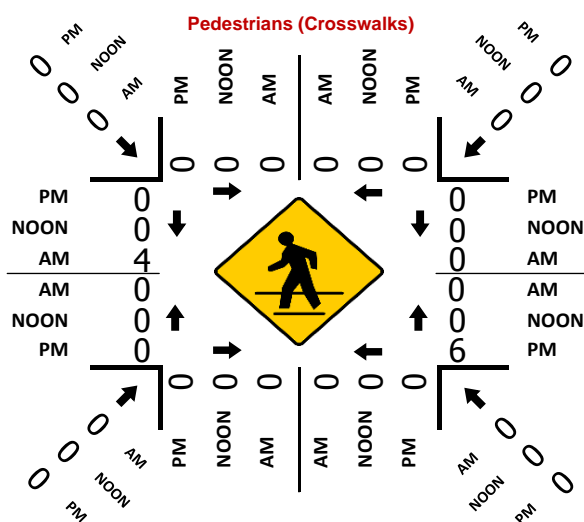 Pedestrians (Crosswalks)
PM NOON AM
0 0 0
PM NOON AM AM NOON PM
0 0 0 0 0 0
PM NOON AM
0 0 0
PM 0 0 PM
NOON 0 0 NOON
AM 4 0 AM
AM 0 0 AM
NOON 0 0 NOON
PM 0 6 PM
0 0 0 0 0 0
PM NOON AM AM NOON PM
0 0 0
AM NOON PM
0 0 0
AM NOON PM